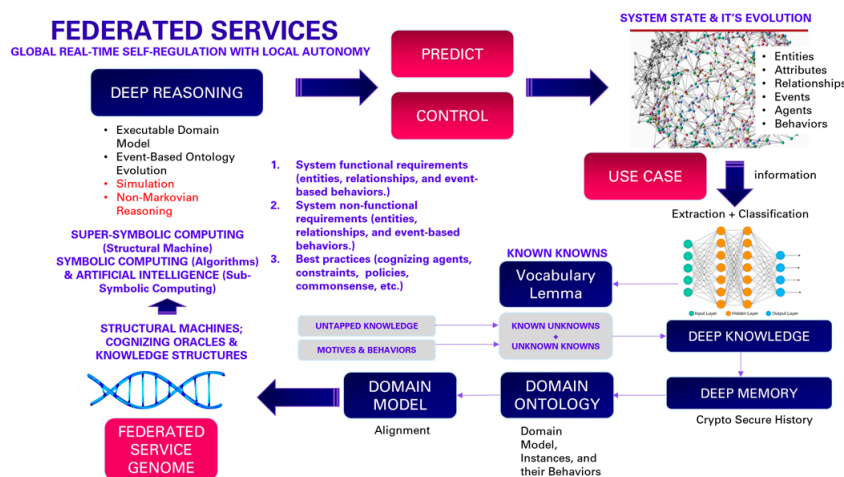 FEDERATED SERVICES
GLOBAL REAL-TIME SELF-REGULATION WITH LOCAL AUTONOMY
SYSTEM STATE & IT'S EVOLUTION
PREDICT
CONTROL
• Entities
• Attributes
• Relationships
• Events
• Agents
• Behaviors
DEEP REASONING
• Executable Domain
Model
• Event-Based Ontology
Evolution
• Simulation
• Non-Markovian
Reasoning
1. System functional requirements
(entities, relationships, and event-
based behaviors.)
2. System non-functional
requirements (entities,
relationships, and event-based
behaviors.)
3. Best practices (cognizing agents,
constraints, policies,
commonsense, etc.)
USE CASE
information
Extraction + Classification
Input Layer
Hidden Layer
Output Layer
SUPER-SYMBOLIC COMPUTING
(Structural Machine)
SYMBOLIC COMPUTING (Algorithms)
& ARTIFICIAL INTELLIGENCE (Sub-
Symbolic Computing)
KNOWN KNOWNS
Vocabulary
Lemma
STRUCTURAL MACHINES;
COGNIZING ORACLES &
KNOWLEDGE STRUCTURES
UNTAPPED KNOWLEDGE
MOTIVES & BEHAVIORS
KNOWN UNKNOWNS
+
UNKNOWN KNOWNS
DEEP KNOWLEDGE
DEEP MEMORY
Crypto Secure History
DOMAIN
ONTOLOGY
Domain
Model,
Instances, and
their Behaviors
DOMAIN
MODEL
Alignment
FEDERATED
SERVICE
GENOME